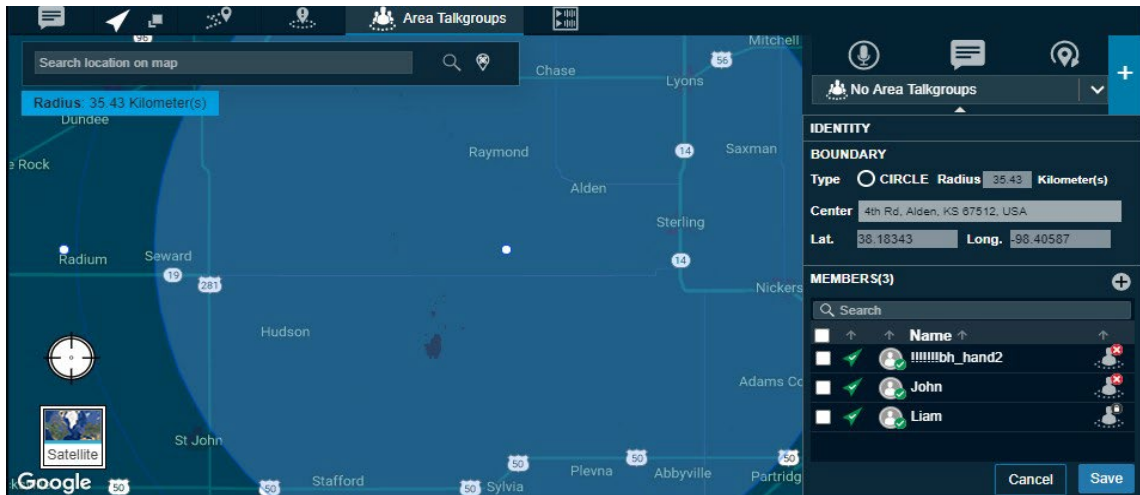 Area Talkgroups
96
Mitchell
Search location on map
56
Chase
Lyons
No Area Talkgroups
+
Radius: 35.43 Kilometer(s)
Dundee
IDENTITY
Raymond
14
Saxman
BOUNDARY
Rock
Type CIRCLE Radius 35.43 Kilometer(s)
Alden
Center 4th Rd, Alden, KS 67512, USA
Sterling
Lat. 38.18343 Long. -98.40587
Radium
Seward
14
19
281
Nickers
MEMBERS(3)
Search
Hudson
Name
!!!!!!!bh_hand2
Adams Co
John
Liam
St John
Satellite
Google
50
50
Stafford
50
50
Sylvia
Plevna
50
Abbyville
50
Partridg
Cancel
Save